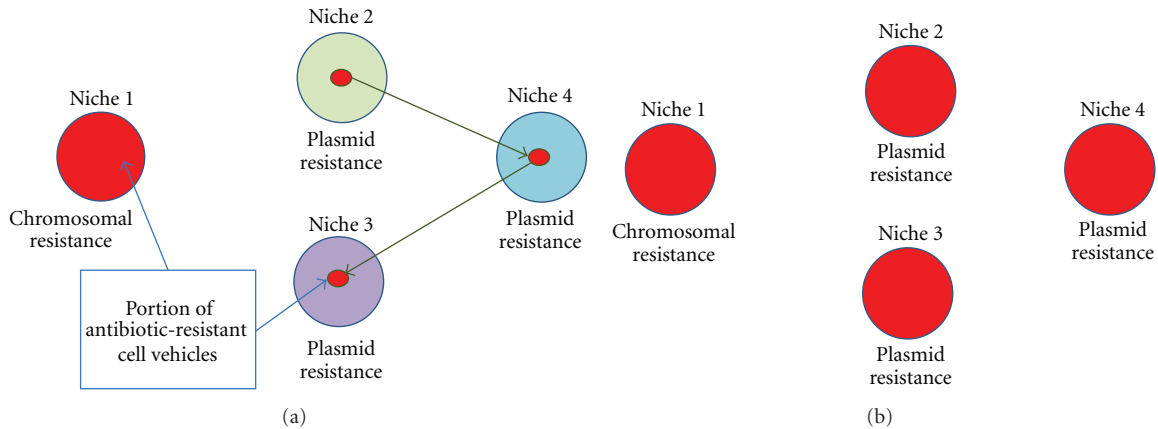 Niche 1
Chromosomal
resistance
Niche 2
Plasmid
resistance
Niche 3
Plasmid
resistance
Niche 4
Plasmid
resistance
Portion of
antibiotic-resistant
cell vehicles
(a)
Niche 1
Chromosomal
resistance
Niche 2
Plasmid
resistance
Niche 3
Plasmid
resistance
Niche 4
Plasmid
resistance
(b)